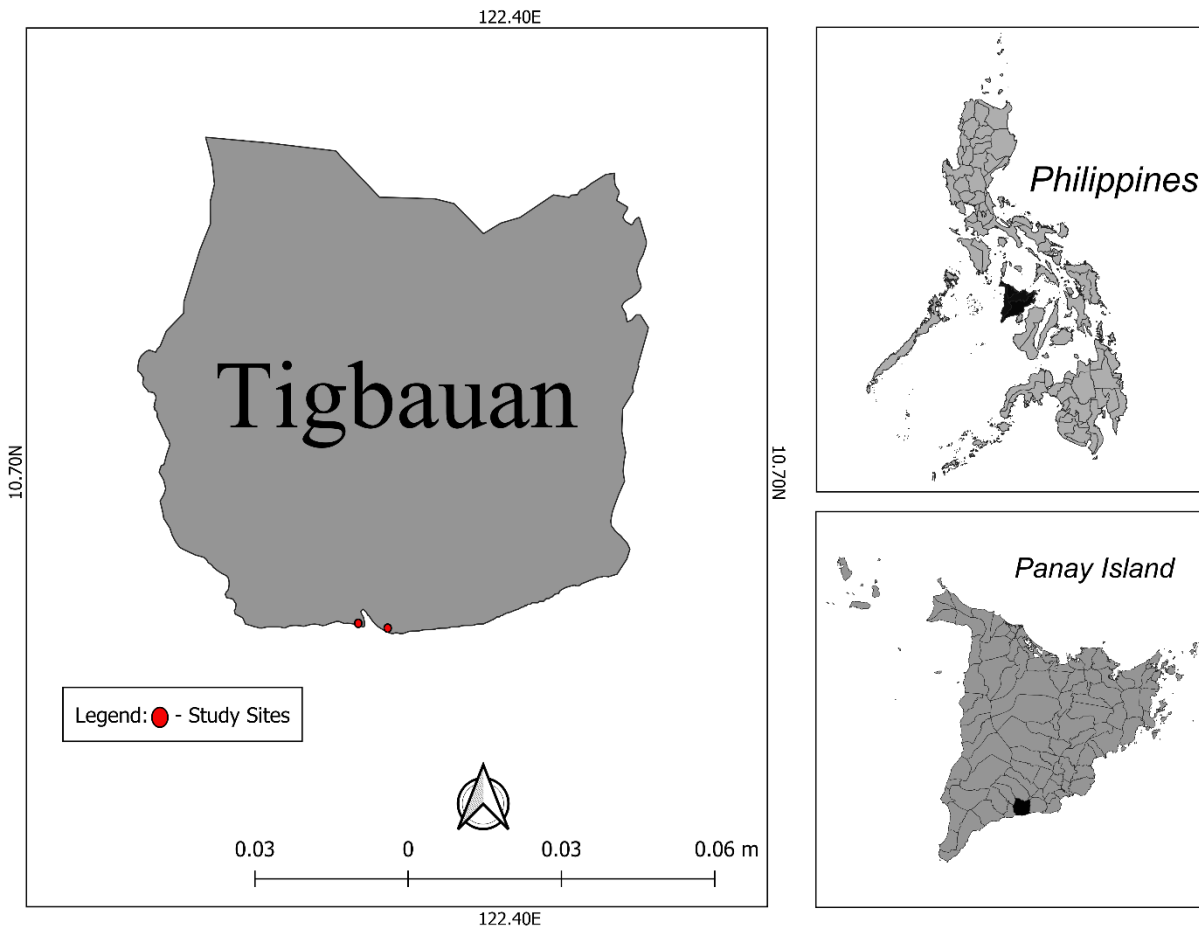 122.40E
Philippines
Tigbauan
10.70N
10.70N
Panay Island
Legend: - Study Sites
0.03 0 0.03 0.06 m
122.40E